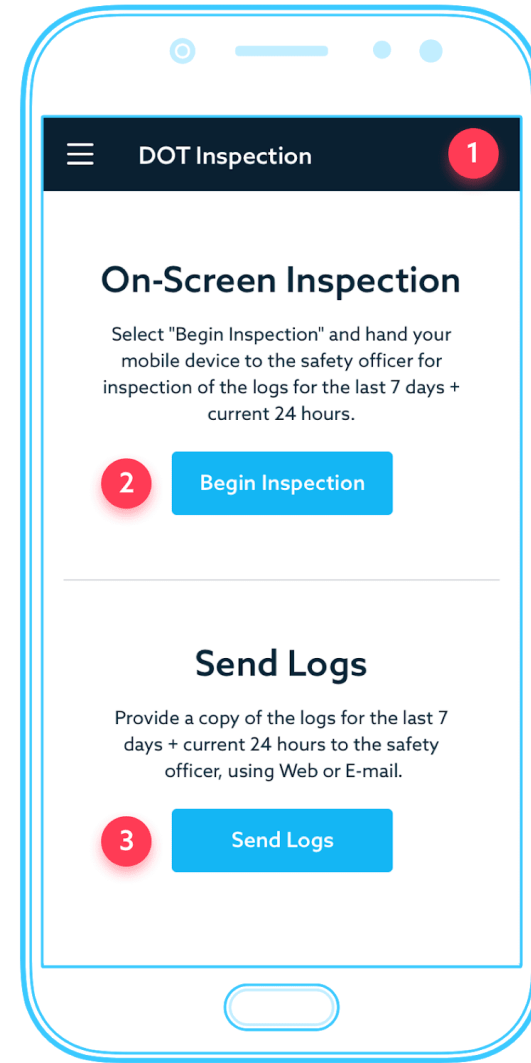 DOT Inspection
1
On-Screen Inspection
Select "Begin Inspection" and hand your
mobile device to the safety officer for
inspection of the logs for the last 7 days +
current 24 hours.
2
Begin Inspection
Send Logs
Provide a copy of the logs for the last 7
days + current 24 hours to the safety
officer, using Web or E-mail.
3
Send Logs